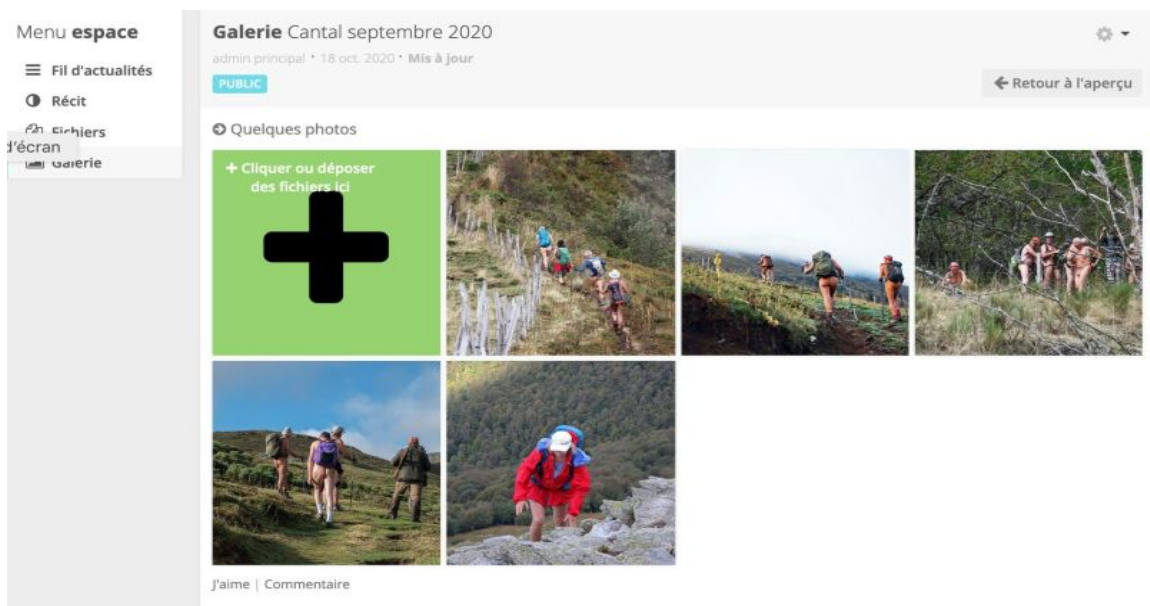 Menu espace
Fil d'actualités
Récit
Fichiers
d'écran
Galerie
Galerie Cantal septembre 2020
admin principal · 18 oct. 2020 · Mis à jour
PUBLIC
Retour à l'aperçu
Quelques photos
+ Cliquer ou déposer
des fichiers ici
J'aime | Commentaire